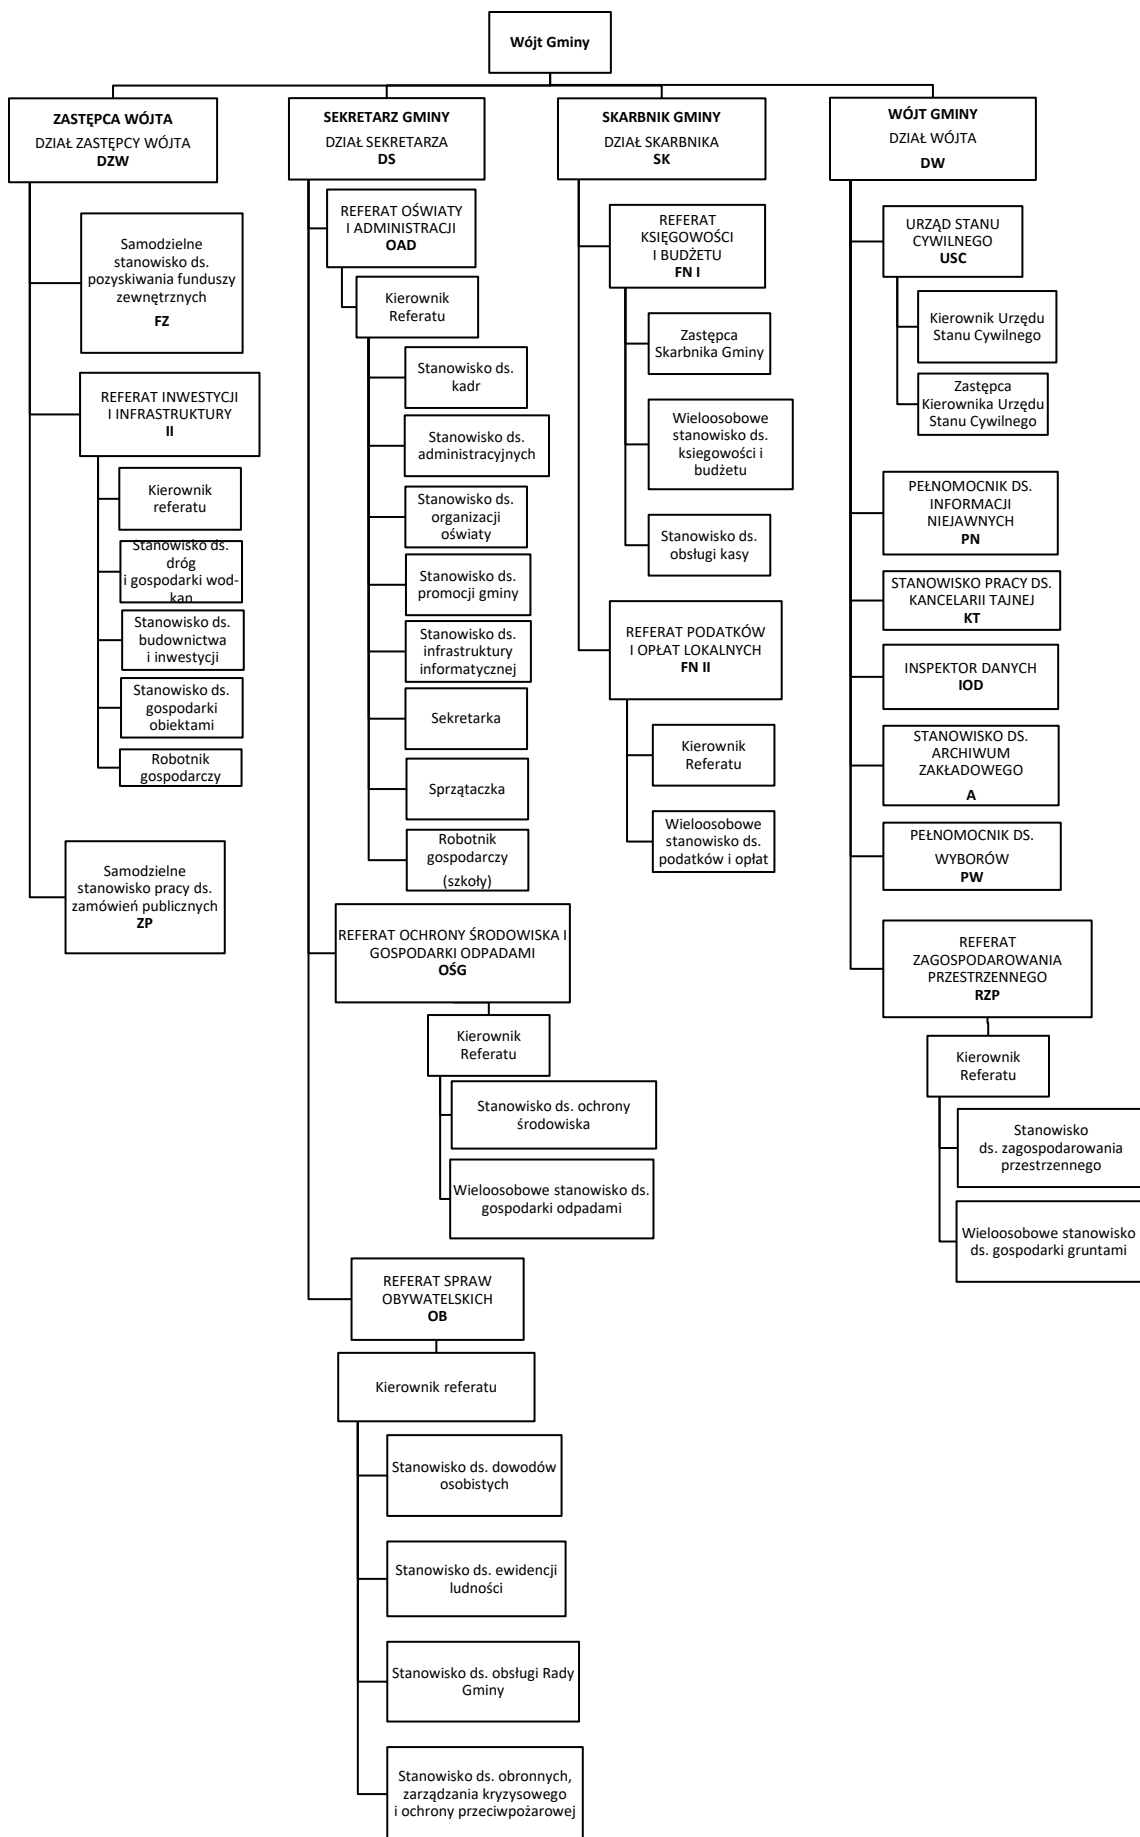 Wójt Gminy
ZASTĘPCA WÓJTA
DZIAŁ ZASTĘPCY WÓJTA
DZW
Samodzielne
stanowisko ds.
pozyskiwania funduszy
zewnętrznych
FZ
REFERAT INWESTYCJI
I INFRASTRUKTURY
II
Kierownik
referatu
Stanowisko ds.
dróg
i gospodarki wod-
kan
Stanowisko ds.
budownictwa
i inwestycji
Stanowisko ds.
gospodarki
obiektami
Robotnik
gospodarczy
Samodzielne
stanowisko pracy ds.
zamówień publicznych
ZP
SEKRETARZ GMINY
DZIAŁ SEKRETARZA
DS
REFERAT OŚWIATY
I ADMINISTRACJI
OAD
Kierownik
Referatu
Stanowisko ds.
kadr
Stanowisko ds.
administracyjnych
Stanowisko ds.
organizacji
oświaty
Stanowisko ds.
promocji gminy
Stanowisko ds.
infrastruktury
informatycznej
Sekretarka
Sprzątaczka
Robotnik
gospodarczy
(szkoły)
REFERAT OCHRONY ŚRODOWISKA I
GOSPODARKI ODPADAMI
OŚG
Kierownik
Referatu
Stanowisko ds. ochrony
środowiska
Wieloosobowe stanowisko ds.
gospodarki odpadami
REFERAT SPRAW
OBYWATELSKICH
OB
Kierownik referatu
Stanowisko ds. dowodów
osobistych
Stanowisko ds. ewidencji
ludności
Stanowisko ds. obsługi Rady
Gminy
Stanowisko ds. obronnych,
zarządzania kryzysowego
i ochrony przeciwpożarowej
SKARBNIK GMINY
DZIAŁ SKARBNIKA
SK
REFERAT
KSIĘGOWOŚCI
I BUDŻETU
FN I
Zastępca
Skarbnika Gminy
Wieloosobowe
stanowisko ds.
ksiegowości i
budżetu
Stanowisko ds.
obsługi kasy
REFERAT PODATKÓW
I OPŁAT LOKALNYCH
FN II
Kierownik
Referatu
Wieloosobowe
stanowisko ds.
podatków i opłat
WÓJT GMINY
DZIAŁ WÓJTA
DW
URZĄD STANU
CYWILNEGO
USC
Kierownik Urzędu
Stanu Cywilnego
Zastępca
Kierownika Urzędu
Stanu Cywilnego
PEŁNOMOCNIK DS.
INFORMACJI
NIEJAWNYCH
PN
STANOWISKO PRACY DS.
KANCELARII TAJNEJ
KT
INSPEKTOR DANYCH
IOD
STANOWISKO DS.
ARCHIWUM
ZAKŁADOWEGO
A
PEŁNOMOCNIK DS.
WYBORÓW
PW
REFERAT
ZAGOSPODAROWANIA
PRZESTRZENNEGO
RZP
Kierownik
Referatu
Stanowisko
ds. zagospodarowania
przestrzennego
Wieloosobowe stanowisko
ds. gospodarki gruntami